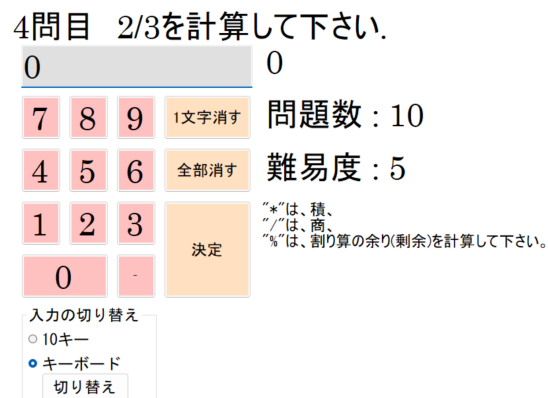 4問目 2/3を計算して下さい.
0 0
7 8 9 1文字消す 問題数 : 10
4 5 6 全部消す 難易度 : 5
"*"は、積、
"/"は、商、
"%"は、割り算の余り(剰余)を計算して下さい。
1 2 3 決定
0 -
入力の切り替え
10キー
キーボード
切り替え